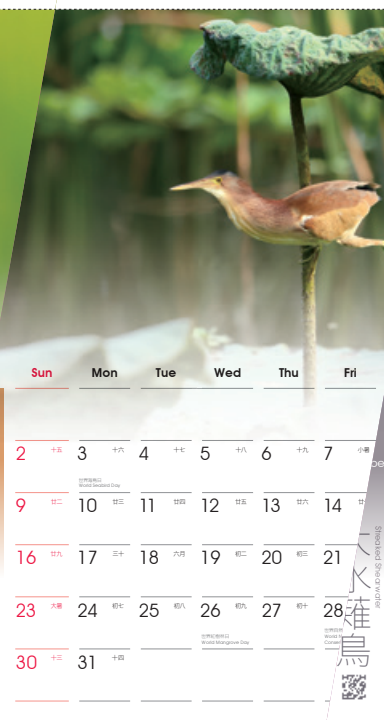 Sun Mon Tue Wed Thu Fri
2 十五 3 十六 4 十七 5 十八 6 十九 7 小暑
世界海鳥日
World Seabird Day
9 廿二 10 廿三 11 廿四 12 廿五 13 廿六 14
16 廿九 17 三十 18 六月 19 初二 20 初三 21
23 大暑 24 初七 25 初八 26 初九 27 初十 28
世界紅樹林日
World Mangrove Day
30 十三 31 十四
水薙鳥
Streaked Shearwater